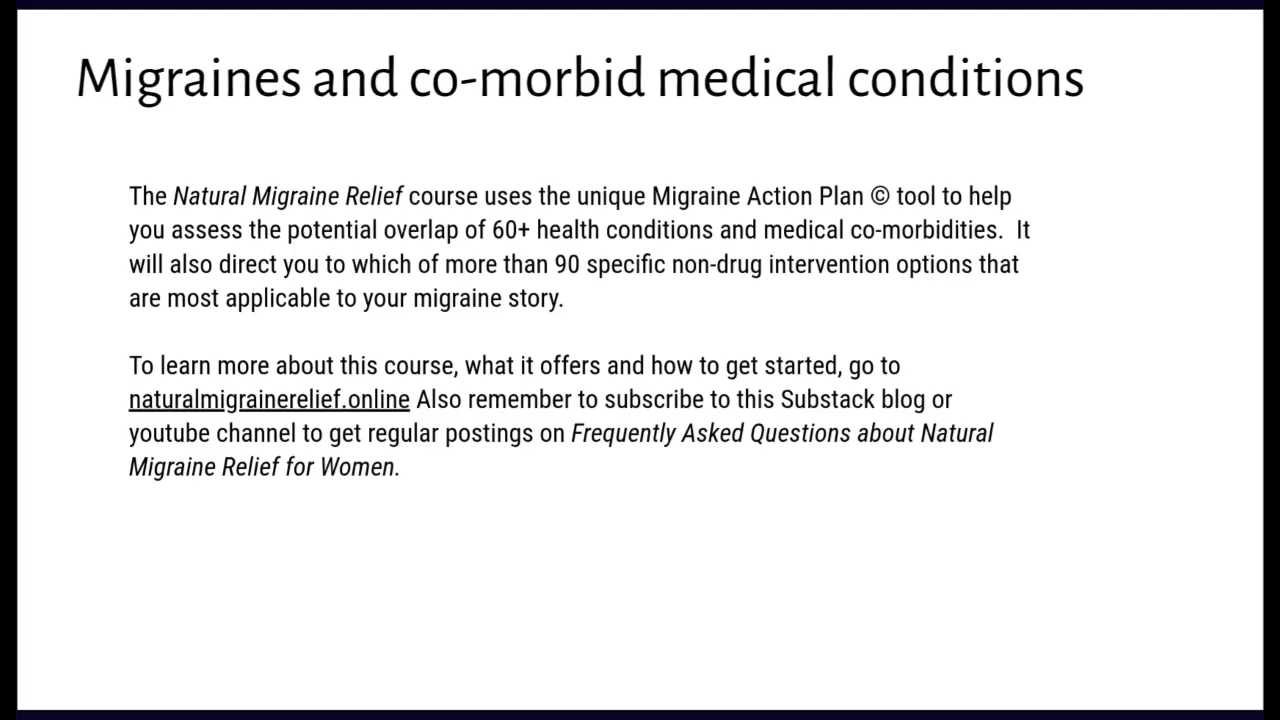 Migraines and co-morbid medical conditions
The Natural Migraine Relief course uses the unique Migraine Action Plan © tool to help
you assess the potential overlap of 60+ health conditions and medical co-morbidities.  It
will also direct you to which of more than 90 specific non-drug intervention options that
are most applicable to your migraine story.
To learn more about this course, what it offers and how to get started, go to
naturalmigrainerelief.online Also remember to subscribe to this Substack blog or
youtube channel to get regular postings on Frequently Asked Questions about Natural
Migraine Relief for Women.